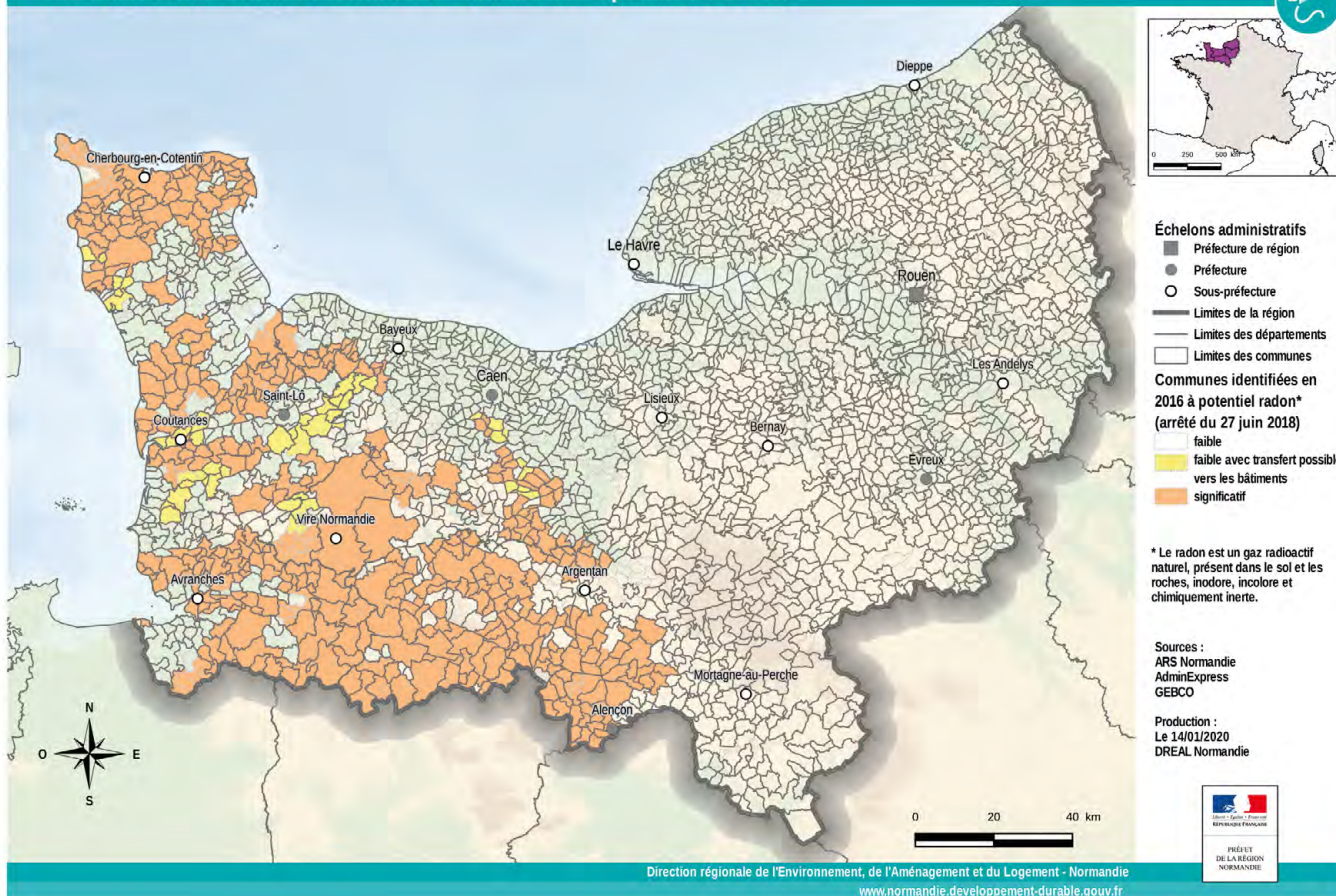 Dieppe
Cherbourg-en-Cotentin
Le Havre
Rouen
Bayeux
Caen
Les Andelys
Saint-Lô
Lisieux
Coutances
Bernay
Evreux
Vire Normandie
Argentan
Avranches
Mortagne-au-Perche
Alençon
N
O
E
S
0 20 40 km
0 250 500 km
Échelons administratifs
Préfecture de région
Préfecture
Sous-préfecture
Limites de la région
Limites des départements
Limites des communes
Communes identifiées en
2016 à potentiel radon*
(arrêté du 27 juin 2018)
faible
faible avec transfert possible
vers les bâtiments
significatif
* Le radon est un gaz radioactif
naturel, présent dans le sol et les
roches, inodore, incolore et
chimiquement inerte.
Sources :
ARS Normandie
AdminExpress
GEBCO
Production :
Le 14/01/2020
DREAL Normandie
Liberté • Égalité • Fraternité
RÉPUBLIQUE FRANÇAISE
PRÉFET
DE LA RÉGION
NORMANDIE
Direction régionale de l'Environnement, de l'Aménagement et du Logement - Normandie
www.normandie.developpement-durable.gouv.fr